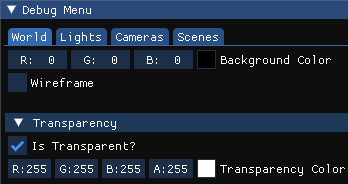 Debug Menu
World Lights Cameras Scenes
R: 0 G: 0 B: 0 Background Color
Wireframe
Transparency
Is Transparent?
R:255 G:255 B:255 A:255 Transparency Color